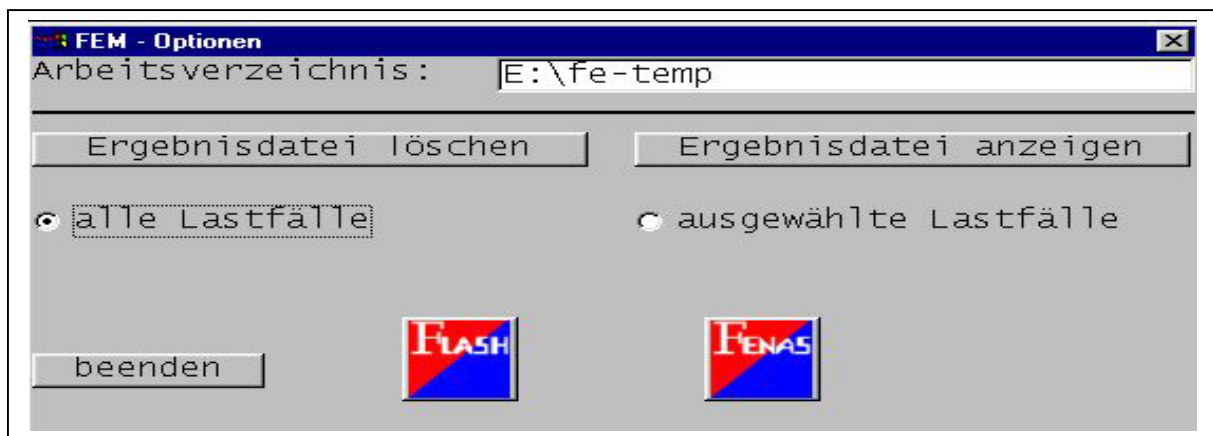 FEM - Optionen
Arbeitsverzeichnis: E:\fe-temp
Ergebnisdatei löschen Ergebnisdatei anzeigen
alle Lastfälle ausgewählte Lastfälle
FLASH FENAS
beenden